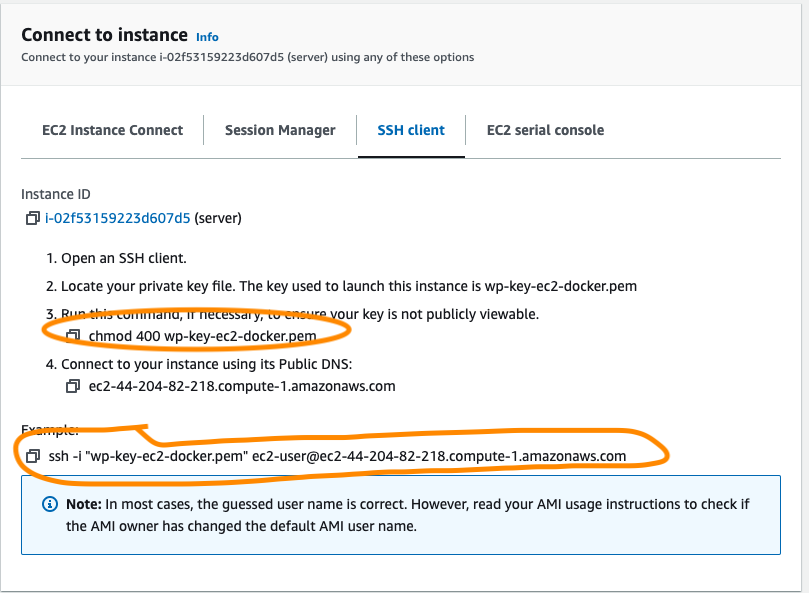 Connect to instance Info
Connect to your instance i-02f53159223d607d5 (server) using any of these options
EC2 Instance Connect
Session Manager
SSH client
EC2 serial console
Instance ID
i-02f53159223d607d5 (server)
1. Open an SSH client.
2. Locate your private key file. The key used to launch this instance is wp-key-ec2-docker.pem
3. Run this command, if necessary, to ensure your key is not publicly viewable.
chmod 400 wp-key-ec2-docker.pem
4. Connect to your instance using its Public DNS:
ec2-44-204-82-218.compute-1.amazonaws.com
Example:
ssh -i "wp-key-ec2-docker.pem" ec2-user@ec2-44-204-82-218.compute-1.amazonaws.com
Note: In most cases, the guessed user name is correct. However, read your AMI usage instructions to check if
the AMI owner has changed the default AMI user name.